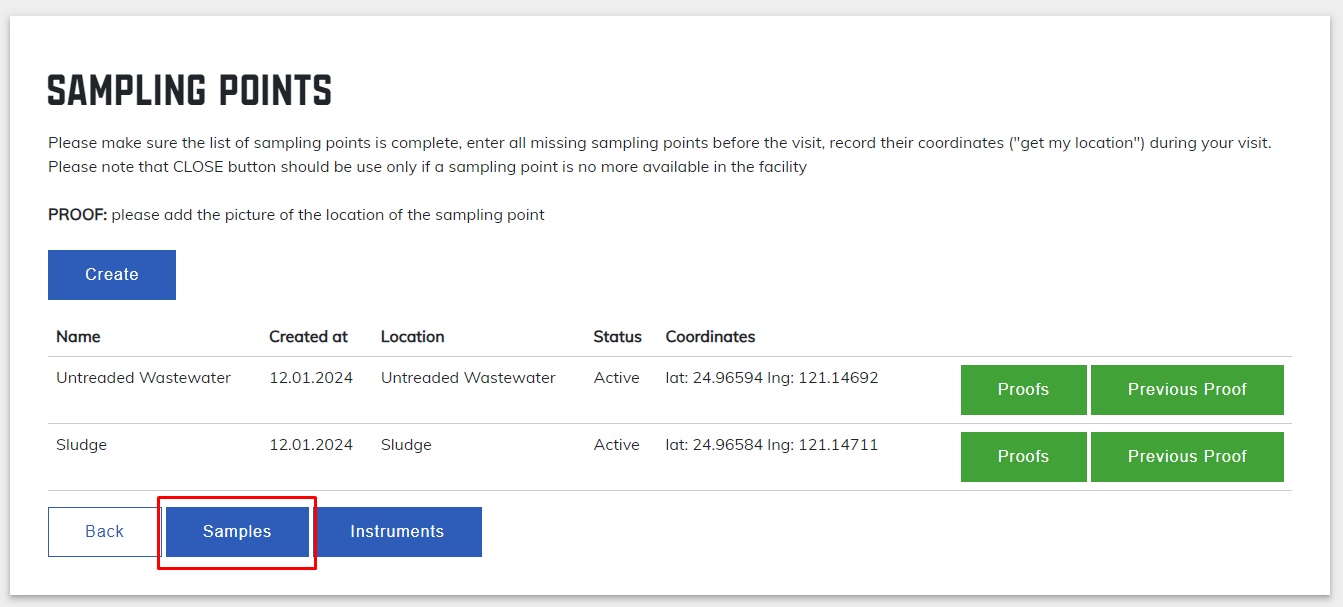 SAMPLING POINTS
Please make sure the list of sampling points is complete, enter all missing sampling points before the visit, record their coordinates ("get my location") during your visit.
Please note that CLOSE button should be use only if a sampling point is no more available in the facility
PROOF: please add the picture of the location of the sampling point
Create
Name Created at Location Status Coordinates
Untreaded Wastewater 12.01.2024 Untreaded Wastewater Active lat: 24.96594 lng: 121.14692 Proofs Previous Proof
Sludge 12.01.2024 Sludge Active lat: 24.96584 lng: 121.14711 Proofs Previous Proof
Back Samples Instruments